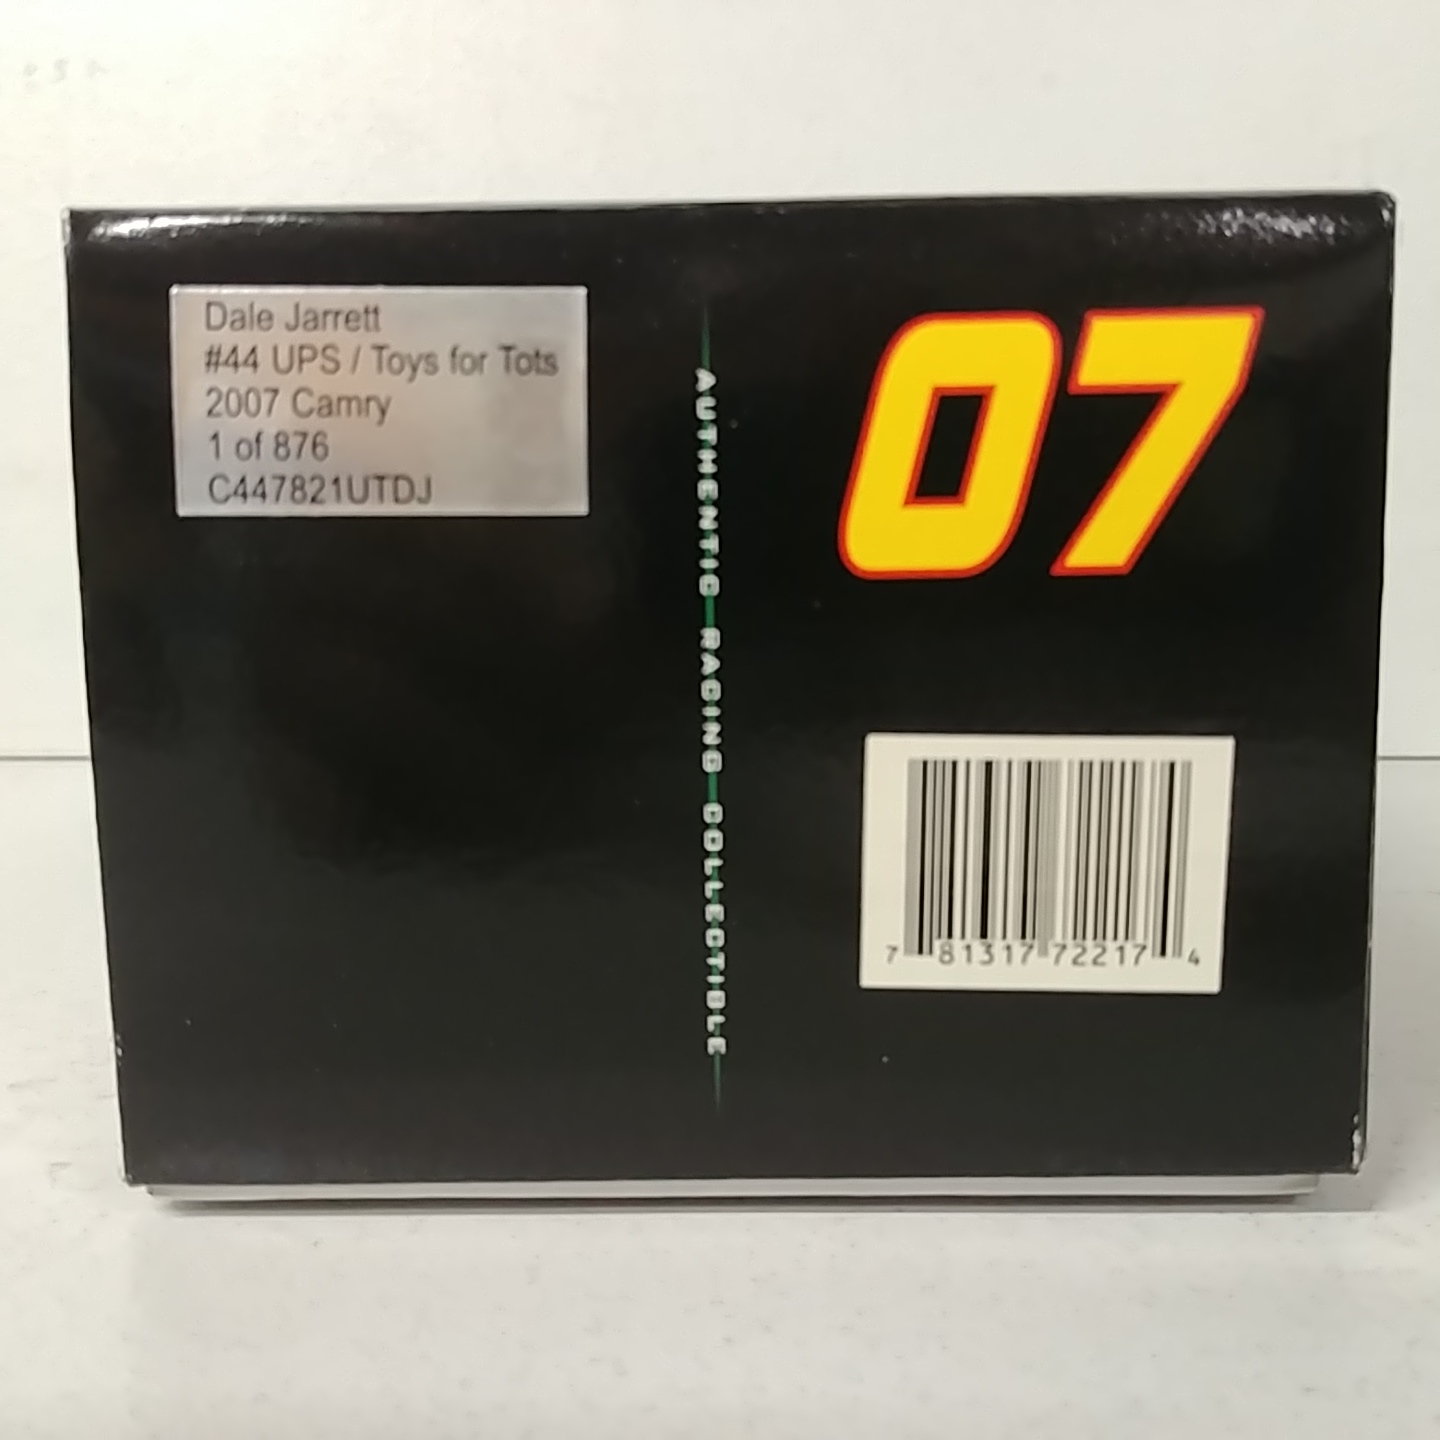 Dale Jarrett
#44 UPS / Toys for Tots
2007 Camry
1 of 876
C447821UTDJ
AUTHENTIC RACING COLLECTIBLE
07
7 81317 72217 4